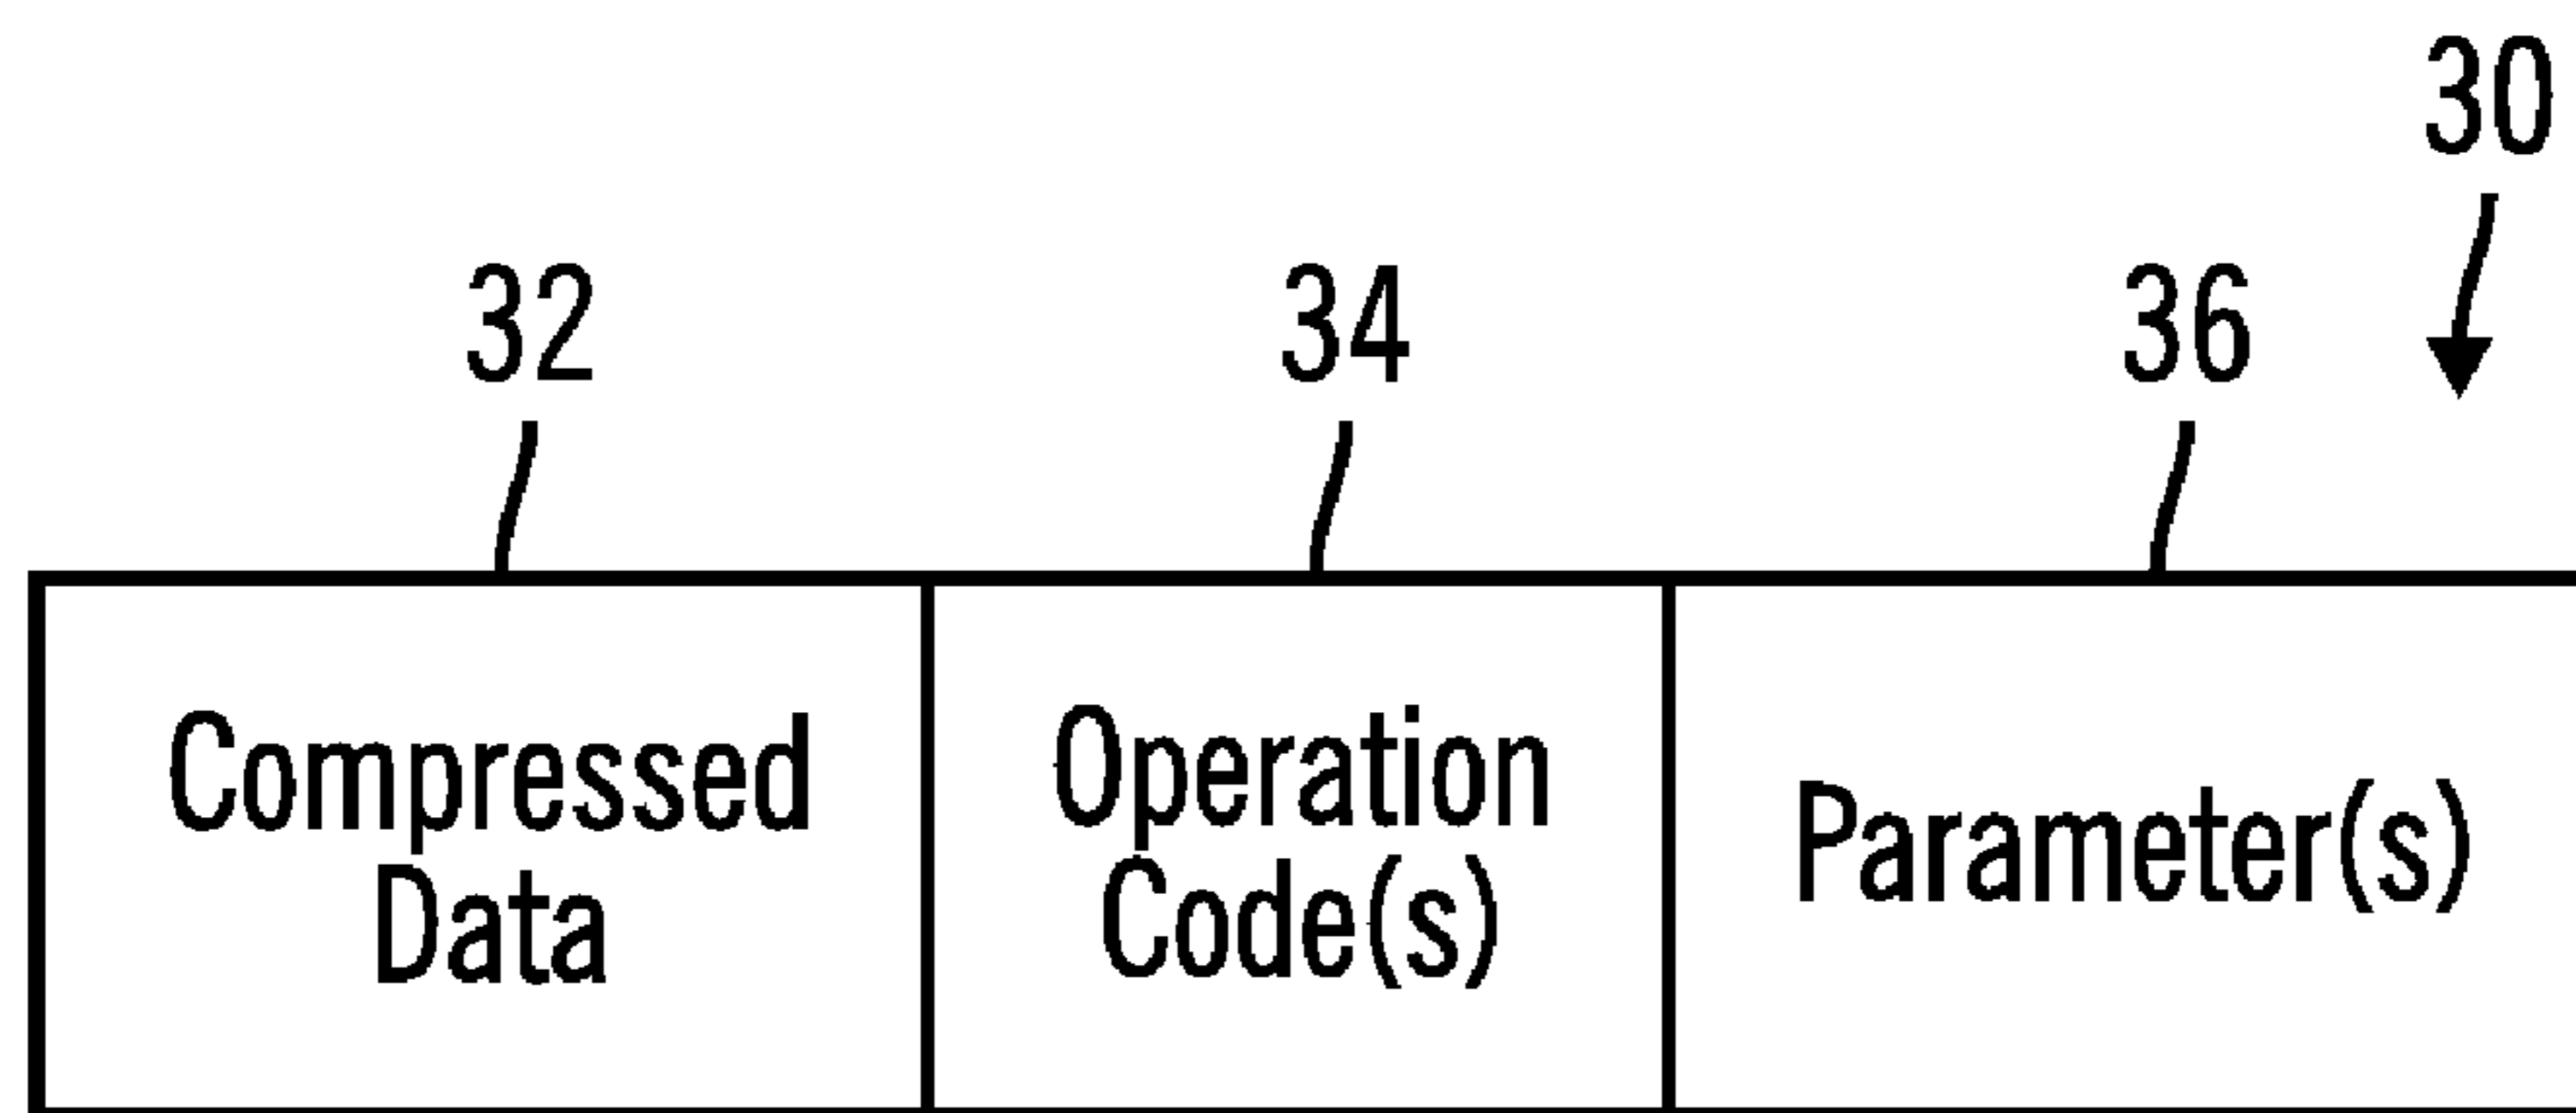 30
32 34 36
Compressed
Data
Operation
Code(s)
Parameter(s)